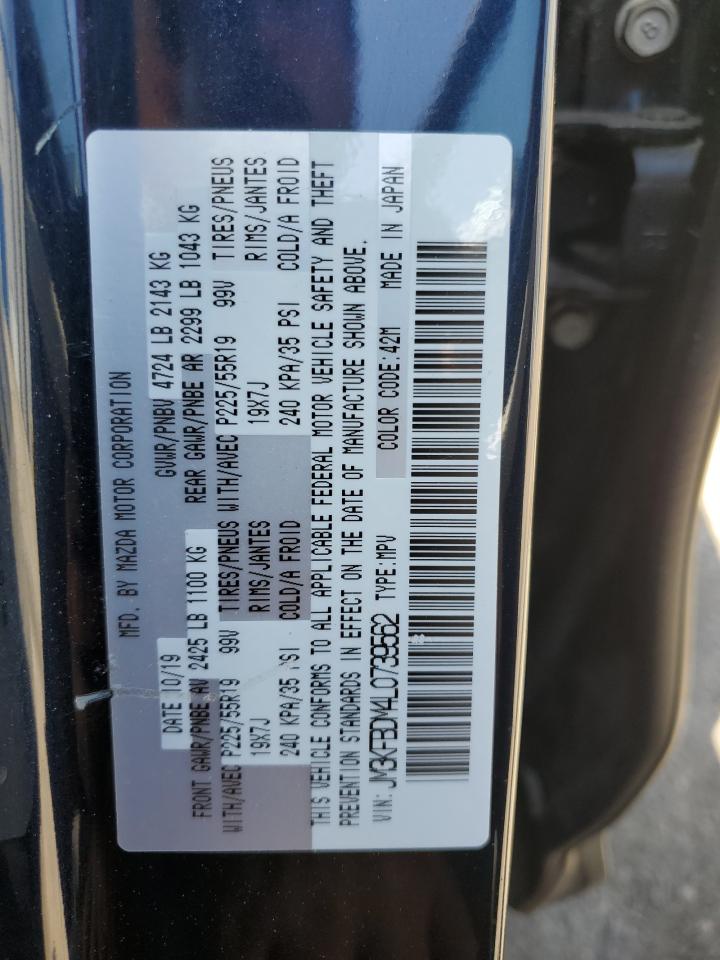 MFD. BY MAZDA MOTOR CORPORATION
DATE 10/19 GVWR/PNBV 4724 LB 2143 KG
FRONT GAWR/PNBE AV 2425 LB 1100 KG REAR GAWR/PNBE AR 2299 LB 1043 KG
WITH/AVEC P225/55R19 99V TIRES/PNEUS WITH/AVEC P225/55R19 99V TIRES/PNEUS
19X7J RIMS/JANTES 19X7J RIMS/JANTES
240 KPA/35 PSI COLD/A FROID 240 KPA/35 PSI COLD/A FROID
THIS VEHICLE CONFORMS TO ALL APPLICABLE FEDERAL MOTOR VEHICLE SAFETY AND THEFT
PREVENTION STANDARDS IN EFFECT ON THE DATE OF MANUFACTURE SHOWN ABOVE.
VIN: JM3KFBDM4L0739562 TYPE: MPV COLOR CODE: 42M MADE IN JAPAN